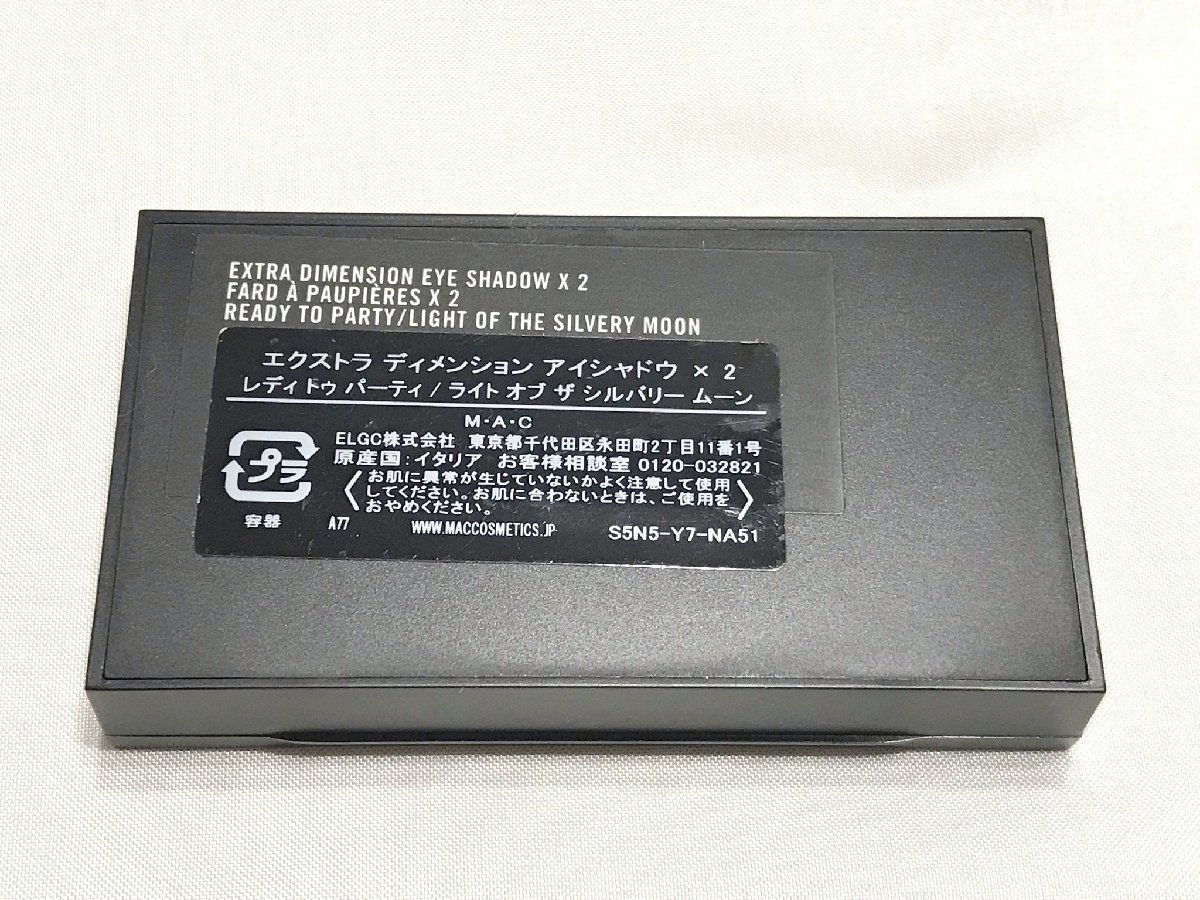 EXTRA DIMENSION EYE SHADOW X 2
FARD À PAUPIÈRES X 2
READY TO PARTY/LIGHT OF THE SILVERY MOON
エクストラ ディメンション アイシャドウ × 2
レディ トゥ パーティ / ライト オブ ザ シルバリー ムーン
M・A・C
ELGC株式会社 東京都千代田区永田町2丁目11番1号
原産国:イタリア お客様相談室 0120-032821
プラ
容器
〈お肌に異常が生じていないかよく注意して使用
してください。お肌に合わないときは、ご使用を
おやめください。〉
A77 WWW.MACCOSMETICS.JP S5N5-Y7-NA51